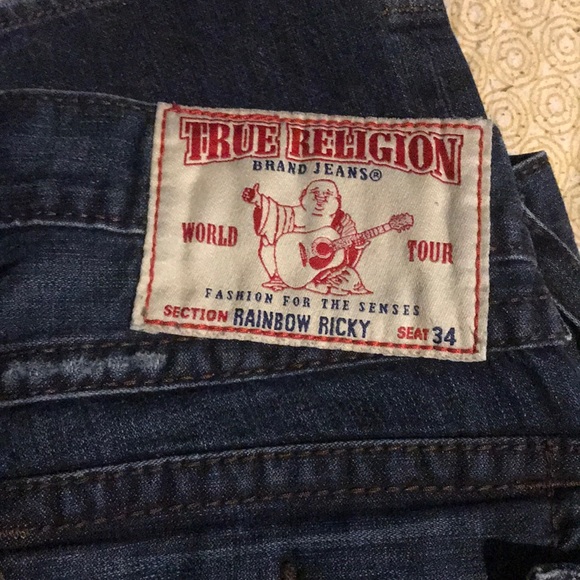 TRUE RELIGION
BRAND JEANS®
WORLD TOUR
FASHION FOR THE SENSES
SECTION RAINBOW RICKY SEAT 34